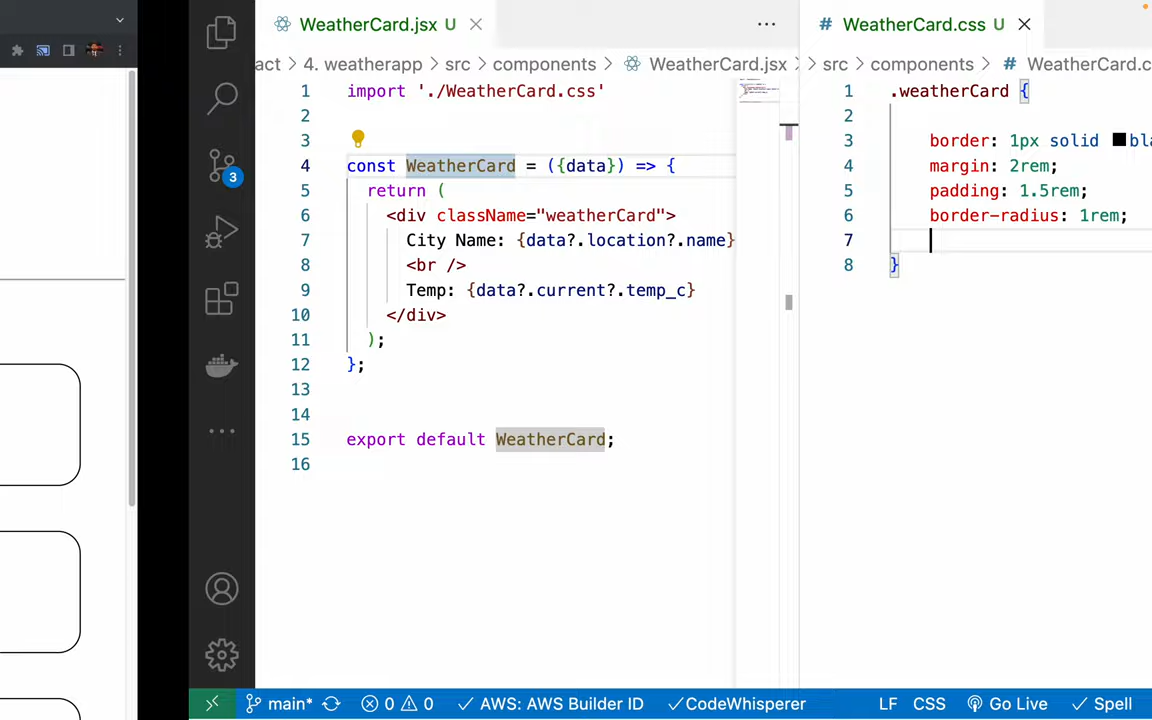 WeatherCard.jsx U
act > 4. weatherapp > src > components > WeatherCard.jsx >
1 import './WeatherCard.css'
2
3
4 const WeatherCard = ({data}) => {
5 return (
6 <div className="weatherCard">
7 City Name: {data?.location?.name}
8 <br />
9 Temp: {data?.current?.temp_c}
10 </div>
11 );
12 };
13
14
15 export default WeatherCard;
16
# WeatherCard.css U
> src > components > # WeatherCard.c
1 .weatherCard {
2
3 border: 1px solid bla
4 margin: 2rem;
5 padding: 1.5rem;
6 border-radius: 1rem;
7
8 }
3
main* 0 0 AWS: AWS Builder ID CodeWhisperer LF CSS Go Live Spell